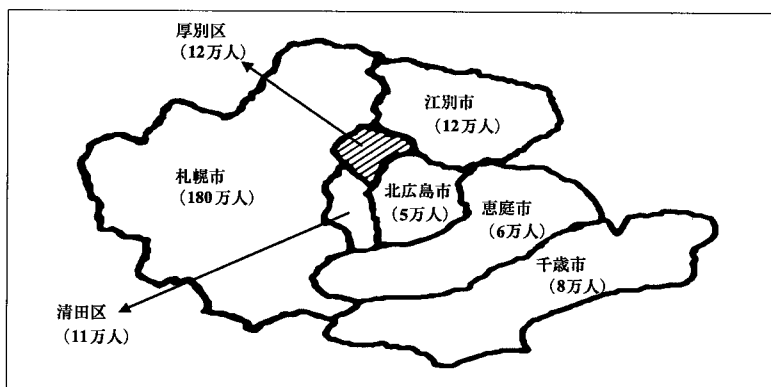 厚別区
(12万人)
江別市
(12万人)
札幌市
(180万人)
北広島市
(5万人)
恵庭市
(6万人)
千歳市
(8万人)
清田区
(11万人)